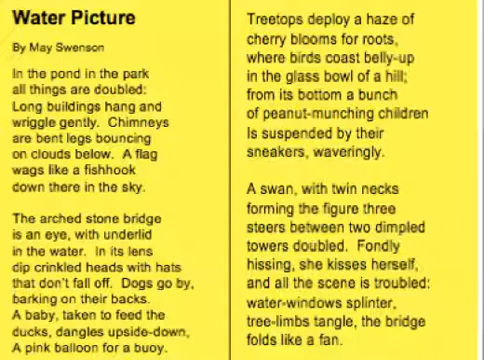 Water Picture
By May Swenson
In the pond in the park
all things are doubled:
Long buildings hang and
wriggle gently.  Chimneys
are bent legs bouncing
on clouds below.  A flag
wags like a fishhook
down there in the sky.
The arched stone bridge
is an eye, with underlid
in the water.  In its lens
dip crinkled heads with hats
that don't fall off.  Dogs go by,
barking on their backs.
A baby, taken to feed the
ducks, dangles upside-down,
A pink balloon for a buoy.
Treetops deploy a haze of
cherry blooms for roots,
where birds coast belly-up
in the glass bowl of a hill;
from its bottom a bunch
of peanut-munching children
Is suspended by their
sneakers, waveringly.
A swan, with twin necks
forming the figure three
steers between two dimpled
towers doubled.  Fondly
hissing, she kisses herself,
and all the scene is troubled:
water-windows splinter,
tree-limbs tangle, the bridge
folds like a fan.